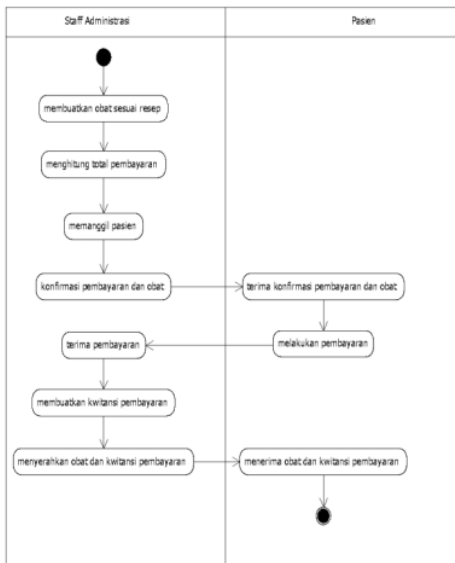 Staff Administrasi
Pasien
membuatkan obat sesuai resep
menghitung total pembayaran
memanggil pasien
konfirmasi pembayaran dan obat
terima konfirmasi pembayaran dan obat
terima pembayaran
melakukan pembayaran
membuatkan kwitansi pembayaran
menyerahkan obat dan kwitansi pembayaran
menerima obat dan kwitansi pembayaran